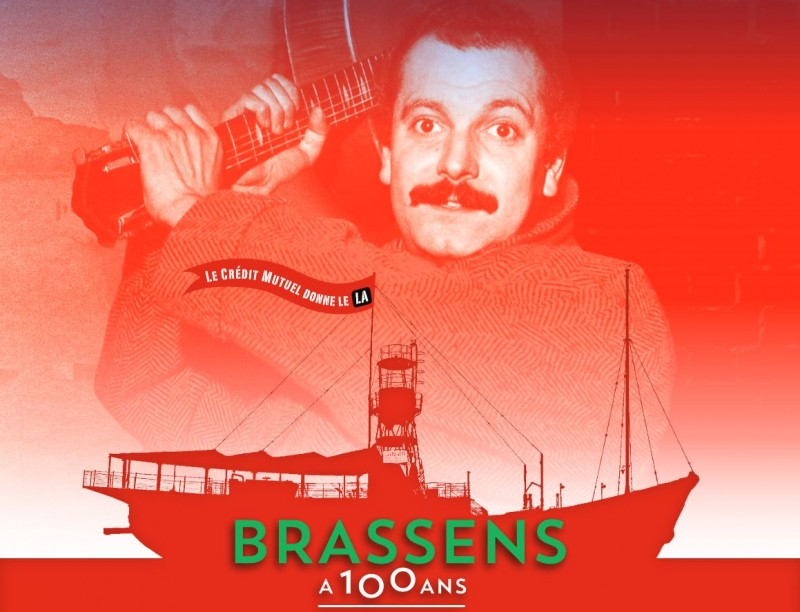 LE CRÉDIT MUTUEL DONNE LE LA
BRASSENS
A 100 ANS